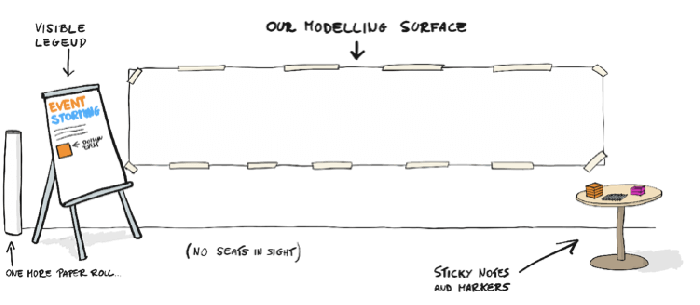 VISIBLE
LEGEND
OUR MODELLING SURFACE
EVENT
STORMING
DOMAIN
(NO SEATS IN SIGHT)
ONE MORE PAPER ROLL...
STICKY NOTES
AND MARKERS